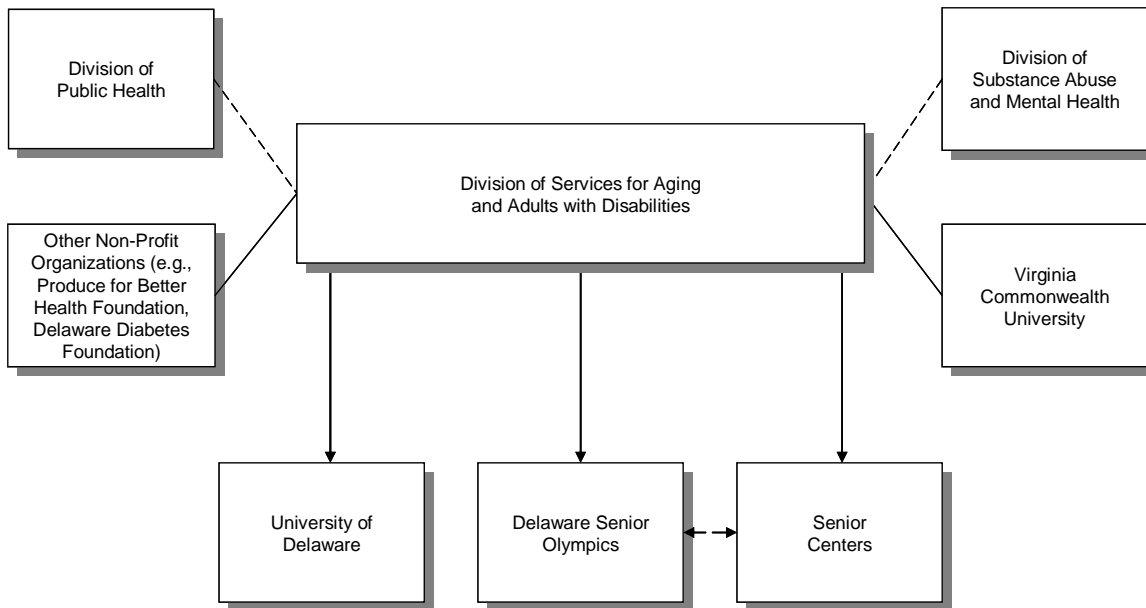 Division of
Public Health
Division of
Substance Abuse
and Mental Health
Division of Services for Aging
and Adults with Disabilities
Other Non-Profit
Organizations (e.g.,
Produce for Better
Health Foundation,
Delaware Diabetes
Foundation)
Virginia
Commonwealth
University
University of
Delaware
Delaware Senior
Olympics
Senior
Centers